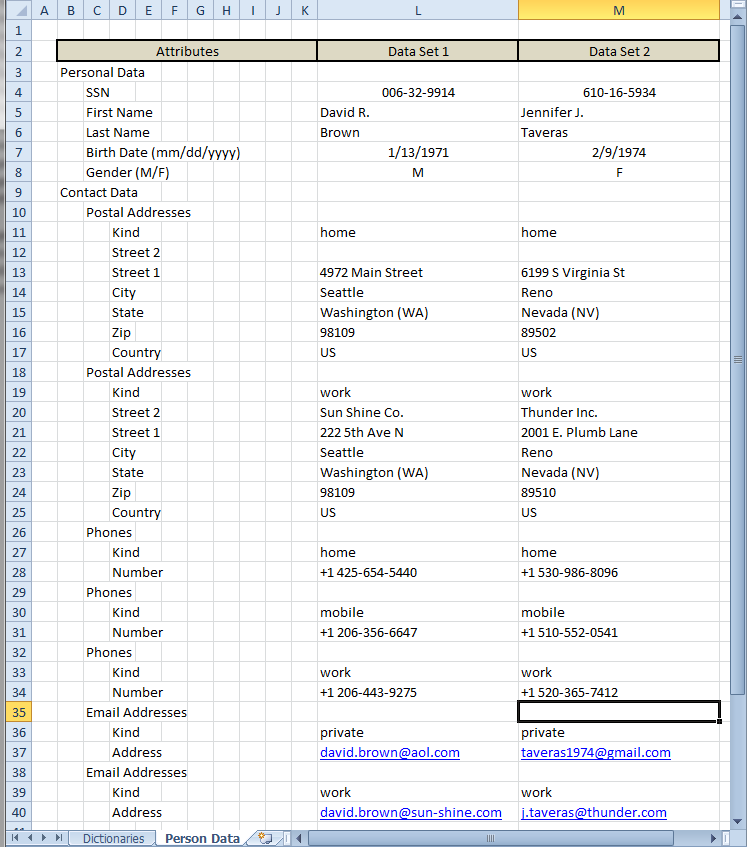 A B C D E F G H I J K L M
1
2 Attributes Data Set 1 Data Set 2
3 Personal Data
4 SSN 006-32-9914 610-16-5934
5 First Name David R. Jennifer J.
6 Last Name Brown Taveras
7 Birth Date (mm/dd/yyyy) 1/13/1971 2/9/1974
8 Gender (M/F) M F
9 Contact Data
10 Postal Addresses
11 Kind home home
12 Street 2
13 Street 1 4972 Main Street 6199 S Virginia St
14 City Seattle Reno
15 State Washington (WA) Nevada (NV)
16 Zip 98109 89502
17 Country US US
18 Postal Addresses
19 Kind work work
20 Street 2 Sun Shine Co. Thunder Inc.
21 Street 1 222 5th Ave N 2001 E. Plumb Lane
22 City Seattle Reno
23 State Washington (WA) Nevada (NV)
24 Zip 98109 89510
25 Country US US
26 Phones
27 Kind home home
28 Number +1 425-654-5440 +1 530-986-8096
29 Phones
30 Kind mobile mobile
31 Number +1 206-356-6647 +1 510-552-0541
32 Phones
33 Kind work work
34 Number +1 206-443-9275 +1 520-365-7412
35 Email Addresses
36 Kind private private
37 Address david.brown@aol.com taveras1974@gmail.com
38 Email Addresses
39 Kind work work
40 Address david.brown@sun-shine.com j.taveras@thunder.com
Dictionaries Person Data